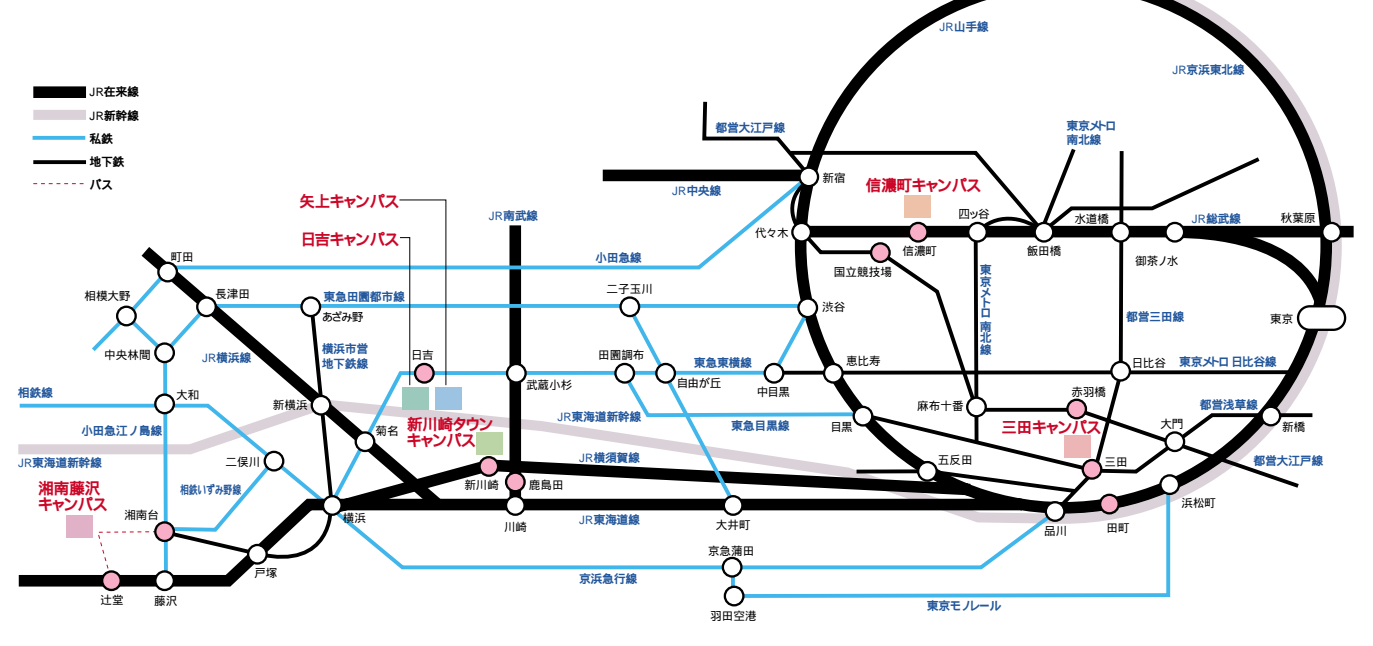 JR山手線
JR京浜東北線
JR在来線
JR新幹線
私鉄
地下鉄
バス
都営大江戸線
東京メトロ
南北線
新宿
JR中央線
信濃町キャンパス
矢上キャンパス
日吉キャンパス
JR南武線
四ッ谷
水道橋
JR総武線
秋葉原
代々木
信濃町
飯田橋
御茶ノ水
国立競技場
町田
小田急線
相模大野
長津田
東急田園都市線
あざみ野
二子玉川
渋谷
東京メトロ 南北線
都営三田線
東京
中央林間
JR横浜線
横浜市営
地下鉄線
日吉
武蔵小杉
田園調布
自由が丘
東急東横線
中目黒
恵比寿
日比谷
東京メトロ 日比谷線
相鉄線
大和
新横浜
菊名
新川崎タウン
キャンパス
JR東海道新幹線
東急目黒線
目黒
麻布十番
赤羽橋
三田キャンパス
大門
都営浅草線
新橋
小田急江ノ島線
JR東海道新幹線
二俣川
JR横須賀線
五反田
三田
都営大江戸線
湘南藤沢
キャンパス
相鉄いずみ野線
新川崎
鹿島田
浜松町
湘南台
横浜
川崎
JR東海道線
大井町
品川
田町
戸塚
辻堂
藤沢
京浜急行線
京急蒲田
羽田空港
東京モノレール